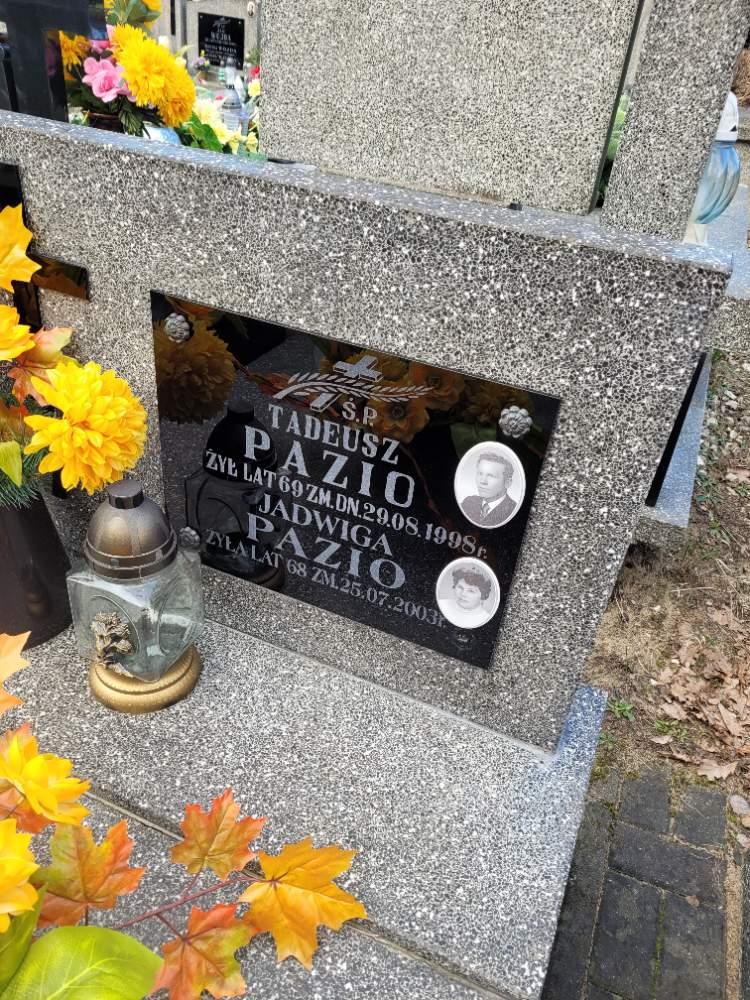 Ś.P.
TADEUSZ
PAZIO
ŻYŁ LAT 69 ZM.DN.29.08.1998r.
JADWIGA
PAZIO
ŻYŁA LAT 68 ZM.25.07.2003r